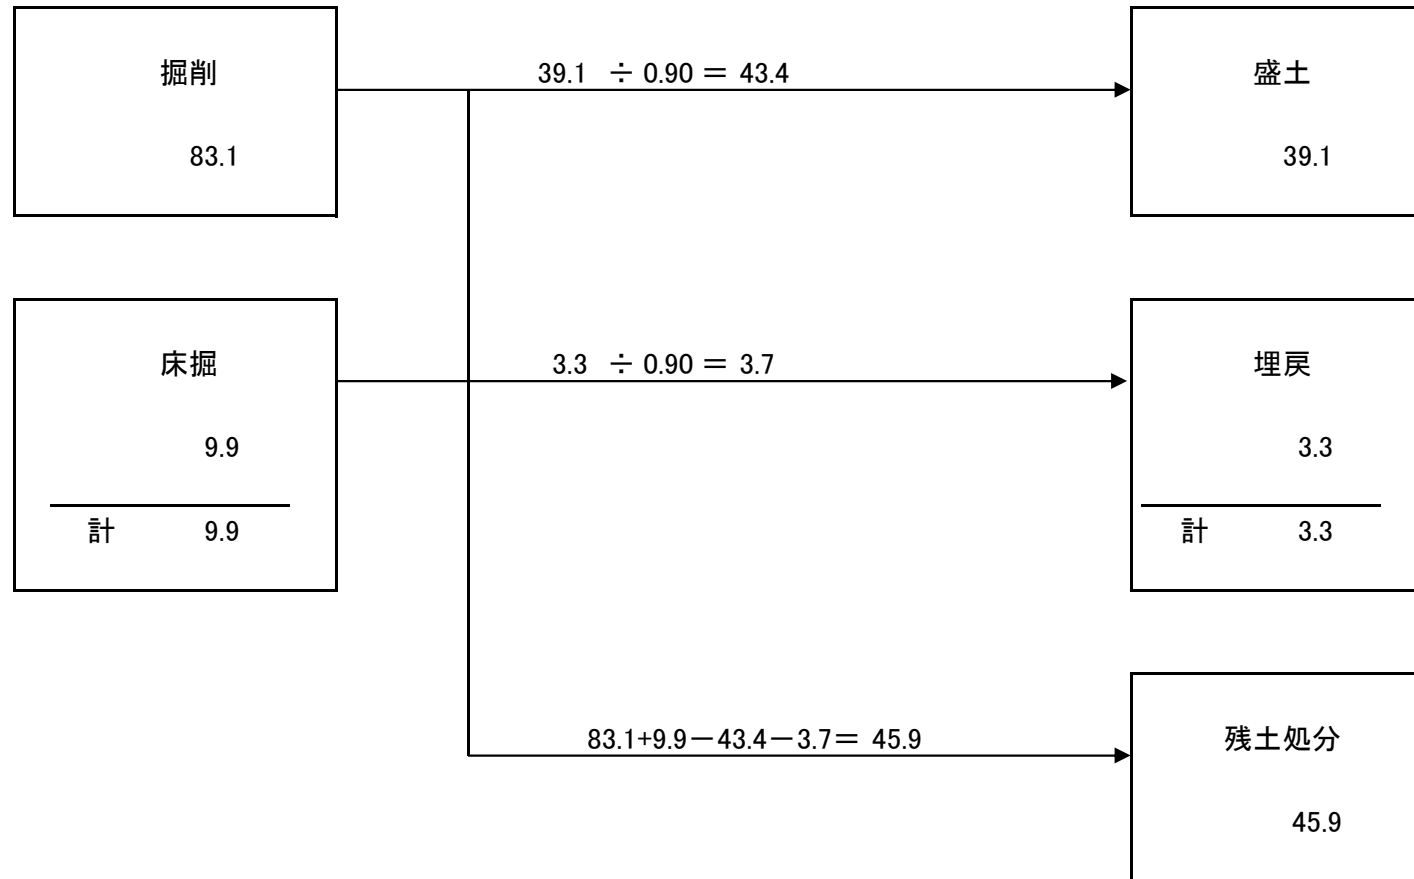 掘削
39.1 ÷ 0.90 ＝ 43.4
盛土
83.1
39.1
床掘
3.3 ÷ 0.90 ＝ 3.7
埋戻
9.9
3.3
計 9.9
計 3.3
83.1+9.9－43.4－3.7＝ 45.9
残土処分
45.9